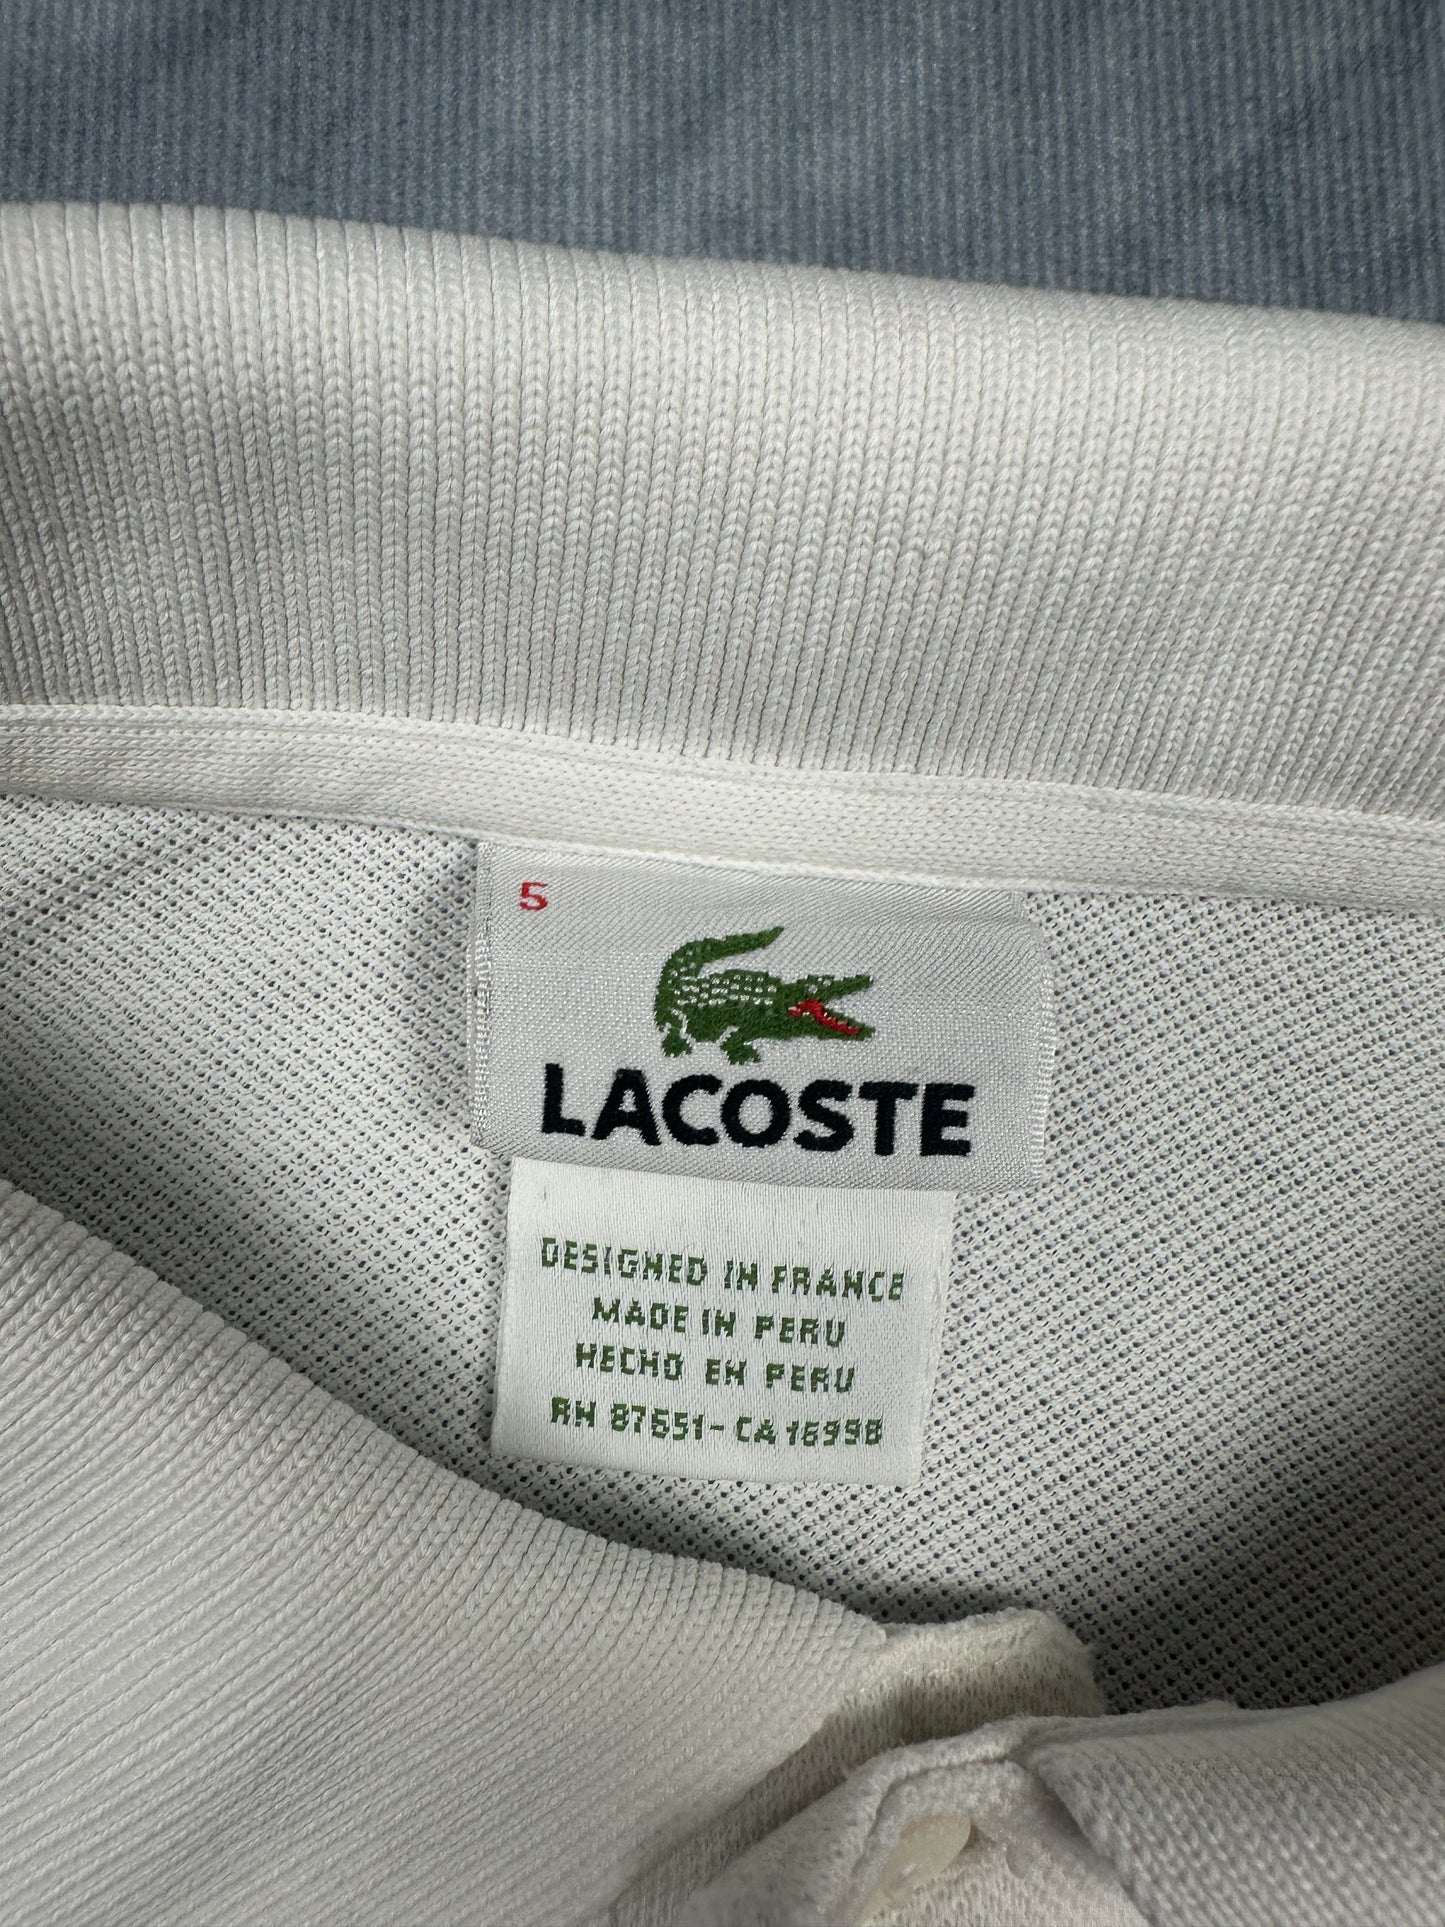 5
LACOSTE
DESIGNED IN FRANCE
MADE IN PERU
HECHO EN PERU
RN 87651-CA 16998